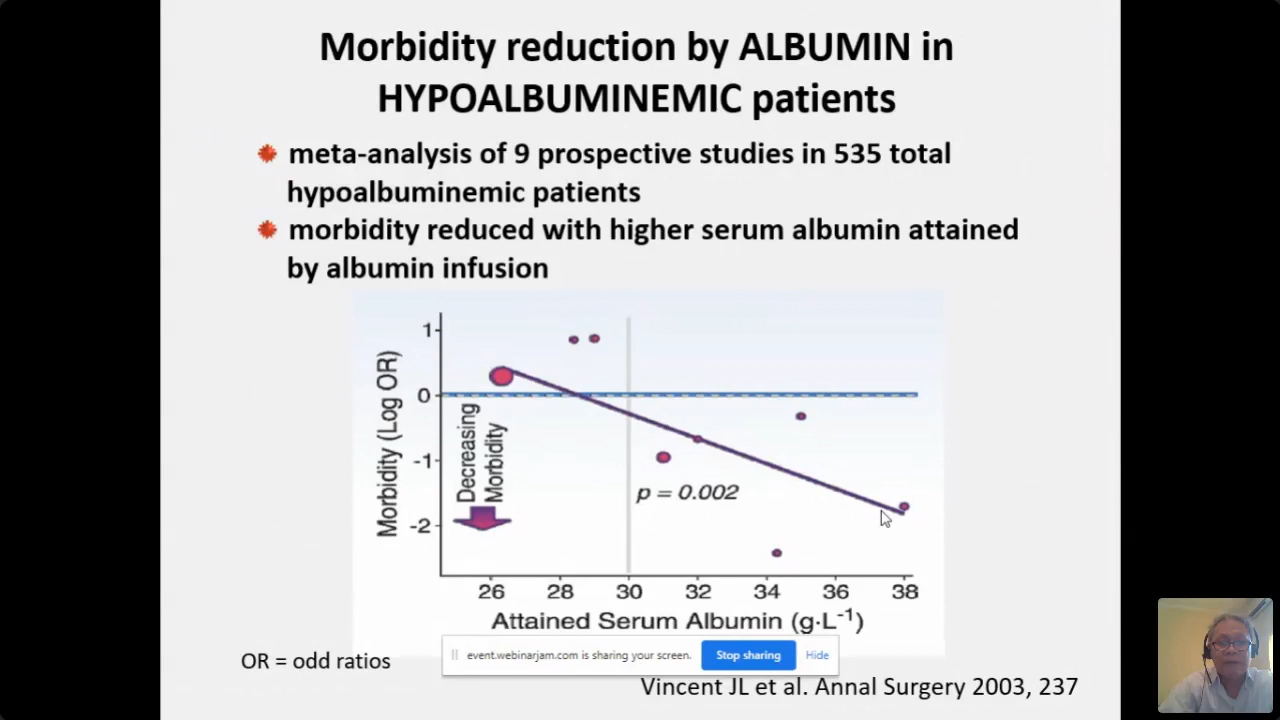 Morbidity reduction by ALBUMIN in
HYPOALBUMINEMIC patients
meta-analysis of 9 prospective studies in 535 total
hypoalbuminemic patients
morbidity reduced with higher serum albumin attained
by albumin infusion
Morbidity (Log OR)
1
0
-1
-2
Decreasing
Morbidity
p = 0.002
26 28 30 32 34 36 38
Attained Serum Albumin (g·L⁻¹)
OR = odd ratios
event.webinarjam.com is sharing your screen. Stop sharing Hide
Vincent JL et al. Annal Surgery 2003, 237